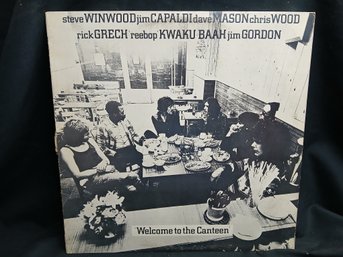 steve WINWOOD jim CAPALDI dave MASON chris WOOD
rick GRECH reebop KWAKU BAAH jim GORDON
Welcome to the Canteen